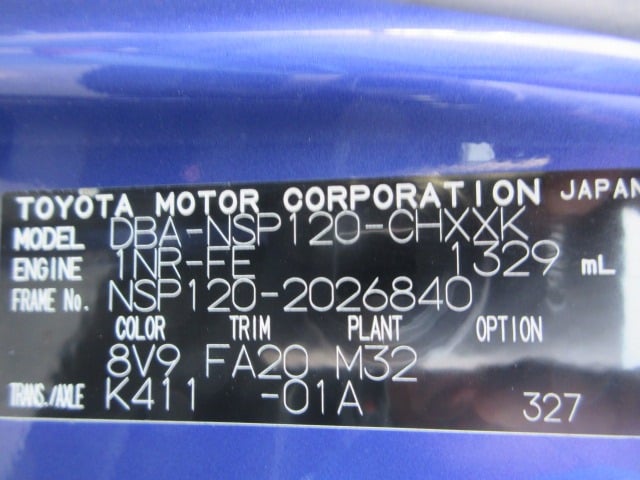 TOYOTA MOTOR CORPORATION JAPAN
MODEL DBA-NSP120-CHXXK
ENGINE 1NR-FE 1329 mL
FRAME No. NSP120-2026840
COLOR TRIM PLANT OPTION
8V9 FA20 M32
TRANS./AXLE K411 -01A 327